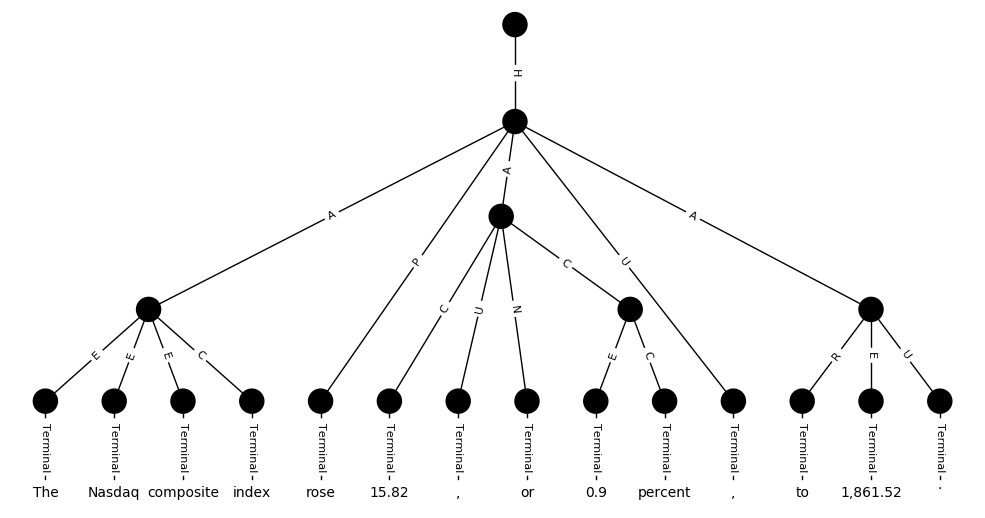 H
A P A U A
C U N C
E E E C E C R E U
Terminal Terminal Terminal Terminal Terminal Terminal Terminal Terminal Terminal Terminal Terminal Terminal Terminal Terminal
The Nasdaq composite index rose 15.82 , or 0.9 percent , to 1,861.52 .